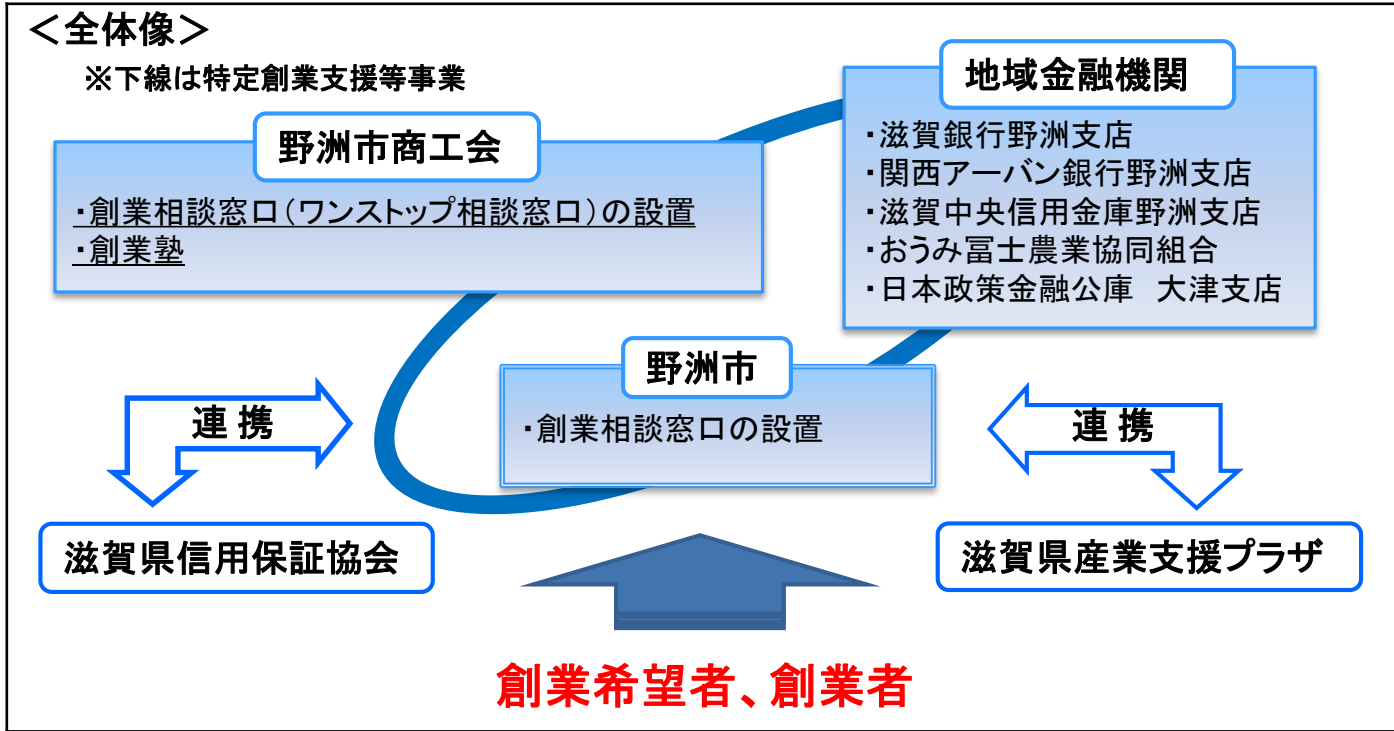 ＜全体像＞
※下線は特定創業支援等事業
野洲市商工会
・創業相談窓口（ワンストップ相談窓口）の設置
・創業塾
地域金融機関
・滋賀銀行野洲支店
・関西アーバン銀行野洲支店
・滋賀中央信用金庫野洲支店
・おうみ冨士農業協同組合
・日本政策金融公庫　大津支店
野洲市
・創業相談窓口の設置
連 携
連 携
滋賀県信用保証協会
滋賀県産業支援プラザ
創業希望者、創業者